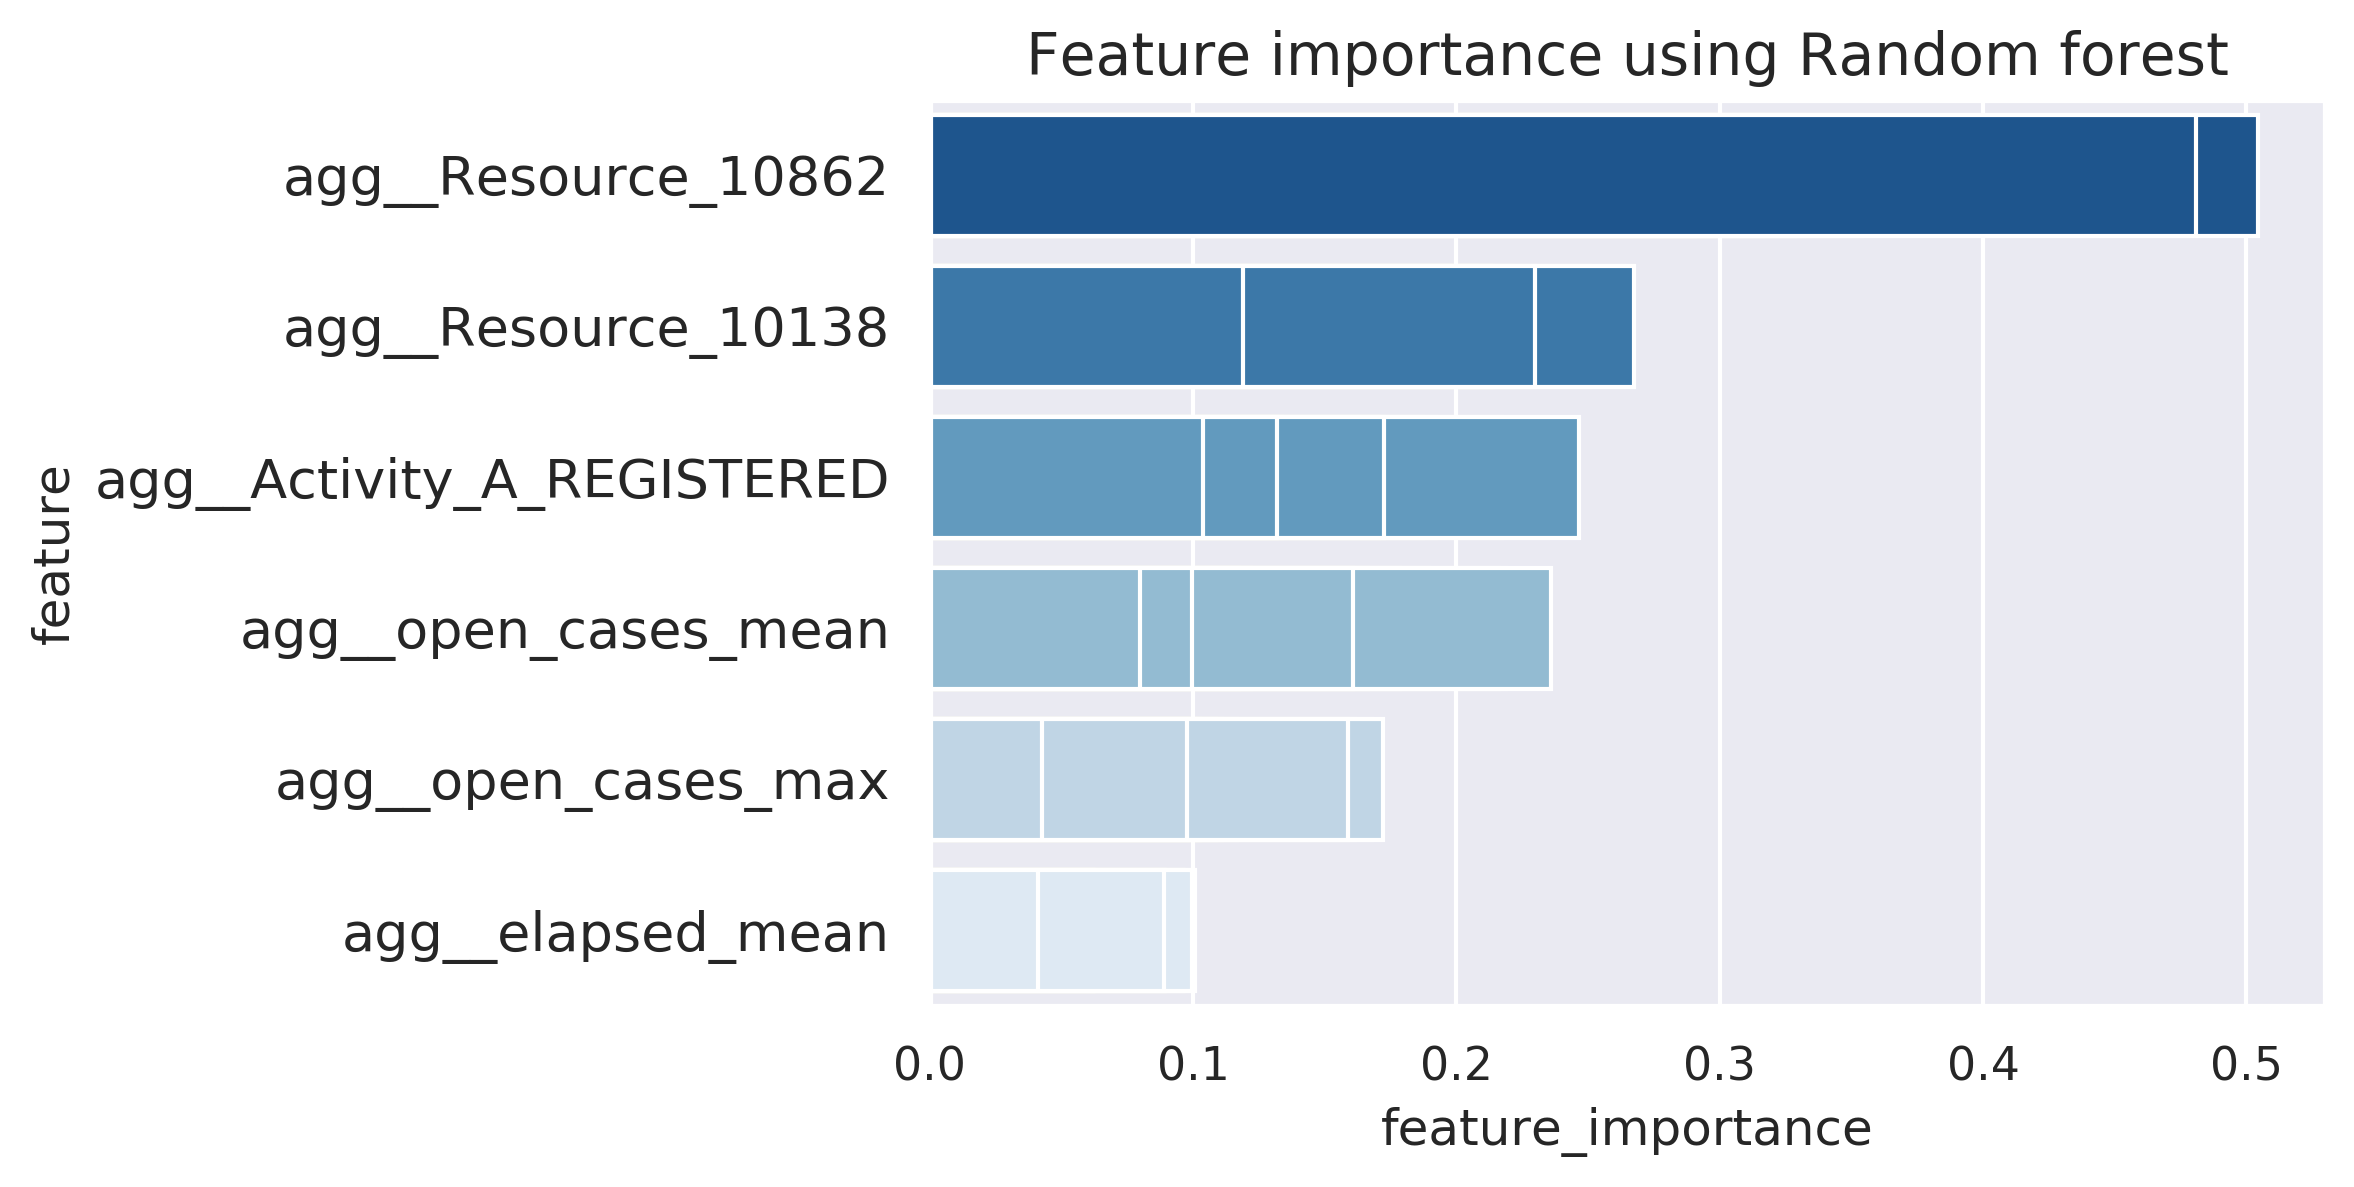 Feature importance using Random forest
agg__Resource_10862
agg__Resource_10138
agg__Activity_A_REGISTERED
agg__open_cases_mean
agg__open_cases_max
agg__elapsed_mean
feature
0.0 0.1 0.2 0.3 0.4 0.5
feature_importance